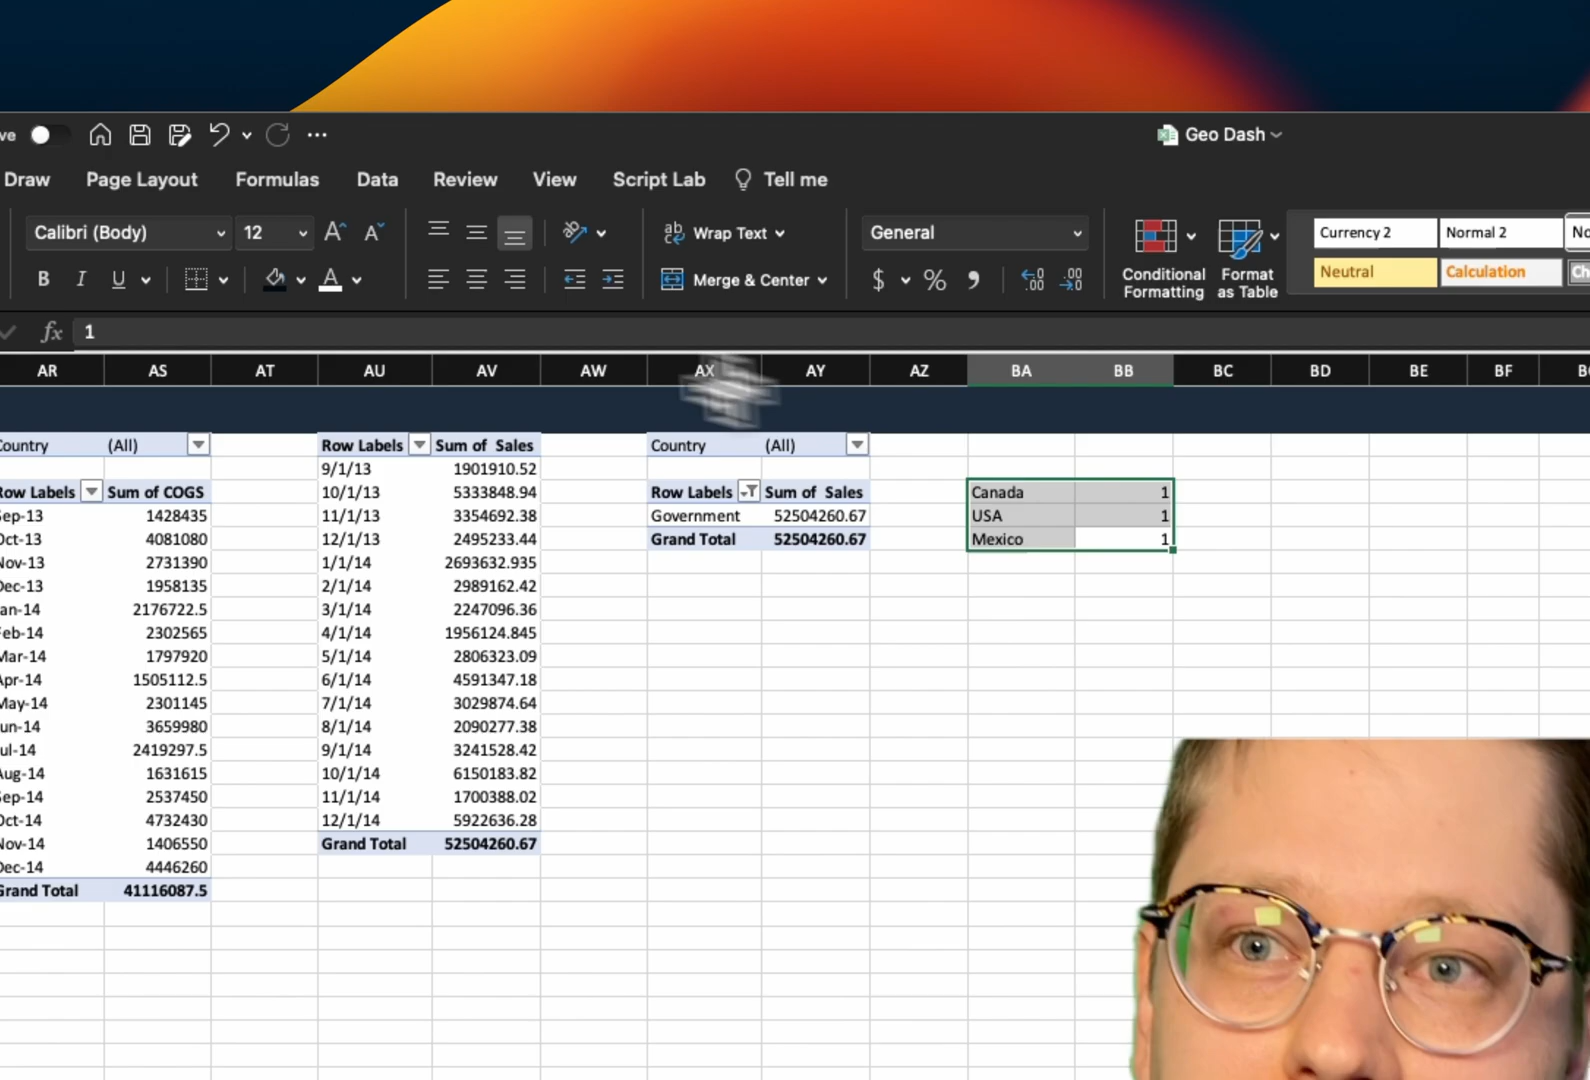 ve
Geo Dash
Draw Page Layout Formulas Data Review View Script Lab Tell me
Calibri (Body) 12 A A ab Wrap Text General Currency 2 Normal 2 No
B I U A Merge & Center $ % , .00 Conditional Formatting Format as Table Neutral Calculation Ch
fx 1
AR AS AT AU AV AW AX AY AZ BA BB BC BD BE BF
Country (All) Row Labels Sum of Sales Country (All)
9/1/13 1901910.52
Row Labels Sum of COGS 10/1/13 5333848.94 Row Labels Sum of Sales Canada 1
Sep-13 1428435 11/1/13 3354692.38 Government 52504260.67 USA 1
Oct-13 4081080 12/1/13 2495233.44 Grand Total 52504260.67 Mexico 1
Nov-13 2731390 1/1/14 2693632.935
Dec-13 1958135 2/1/14 2989162.42
an-14 2176722.5 3/1/14 2247096.36
Feb-14 2302565 4/1/14 1956124.845
Mar-14 1797920 5/1/14 2806323.09
Apr-14 1505112.5 6/1/14 4591347.18
May-14 2301145 7/1/14 3029874.64
un-14 3659980 8/1/14 2090277.38
ul-14 2419297.5 9/1/14 3241528.42
Aug-14 1631615 10/1/14 6150183.82
Sep-14 2537450 11/1/14 1700388.02
Oct-14 4732430 12/1/14 5922636.28
Nov-14 1406550 Grand Total 52504260.67
Dec-14 4446260
Grand Total 41116087.5